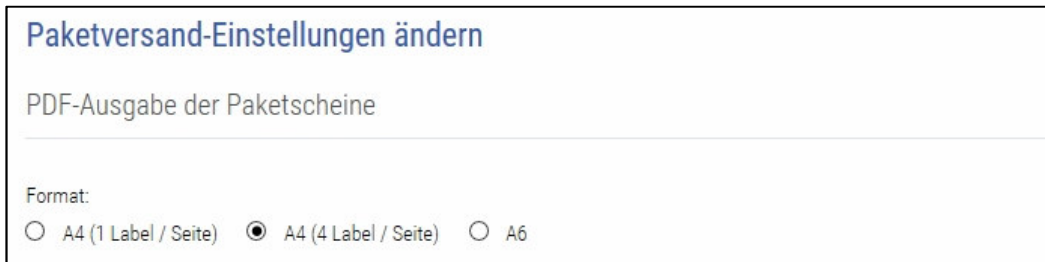 Paketversand-Einstellungen ändern
PDF-Ausgabe der Paketscheine
Format:
A4 (1 Label / Seite) A4 (4 Label / Seite) A6